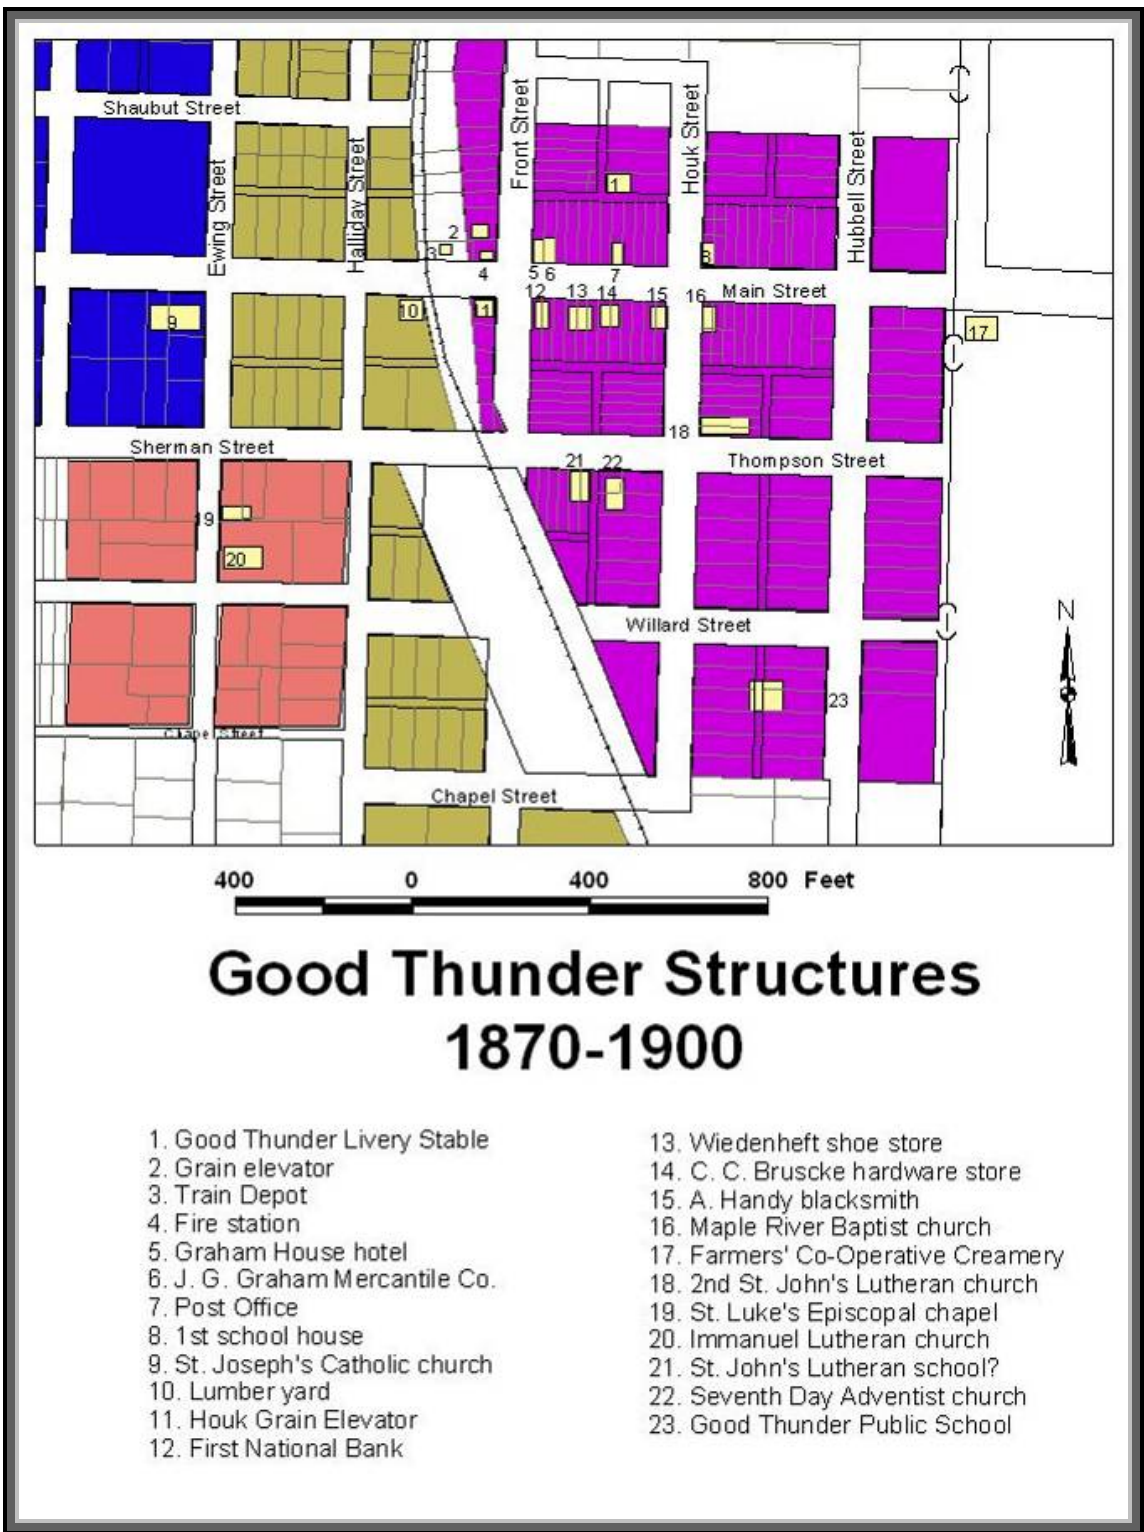 Shaubut Street
Ewing Street
Halliday Street
Front Street
Houk Street
Hubbell Street
1
2
3
4
5 6
7
8
Main Street
9
10
11
12
13
14
15
16
17
18
Sherman Street
Thompson Street
19
20
21
22
Willard Street
N
23
Chapel Street
Chapel Street
400 0 400 800 Feet
Good Thunder Structures
1870-1900
1. Good Thunder Livery Stable
2. Grain elevator
3. Train Depot
4. Fire station
5. Graham House hotel
6. J. G. Graham Mercantile Co.
7. Post Office
8. 1st school house
9. St. Joseph's Catholic church
10. Lumber yard
11. Houk Grain Elevator
12. First National Bank
13. Wiedenheft shoe store
14. C. C. Bruscke hardware store
15. A. Handy blacksmith
16. Maple River Baptist church
17. Farmers' Co-Operative Creamery
18. 2nd St. John's Lutheran church
19. St. Luke's Episcopal chapel
20. Immanuel Lutheran church
21. St. John's Lutheran school?
22. Seventh Day Adventist church
23. Good Thunder Public School